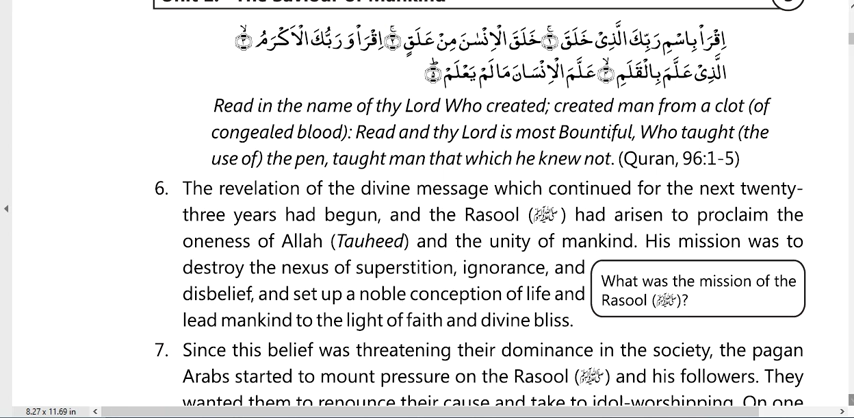 Unit 2: The Saviour of Mankind
اِقْرَاْ بِاسْمِ رَبِّكَ الَّذِیْ خَلَقَ ۚ﴿۱﴾ خَلَقَ الْاِنْسٰنَ مِنْ عَلَقٍ ۚ﴿۲﴾ اِقْرَاْ وَ رَبُّكَ الْاَكْرَمُ ۙ﴿۳﴾
الَّذِیْ عَلَّمَ بِالْقَلَمِ ۙ﴿۴﴾ عَلَّمَ الْاِنْسَانَ مَا لَمْ یَعْلَمْ ؕ﴿۵﴾
Read in the name of thy Lord Who created; created man from a clot (of
congealed blood): Read and thy Lord is most Bountiful, Who taught (the
use of) the pen, taught man that which he knew not. (Quran, 96:1-5)
6. The revelation of the divine message which continued for the next twenty-
three years had begun, and the Rasool (ﷺ) had arisen to proclaim the
oneness of Allah (Tauheed) and the unity of mankind. His mission was to
destroy the nexus of superstition, ignorance, and
disbelief, and set up a noble conception of life and
lead mankind to the light of faith and divine bliss.
What was the mission of the
Rasool (ﷺ)?
7. Since this belief was threatening their dominance in the society, the pagan
Arabs started to mount pressure on the Rasool (ﷺ) and his followers. They
wanted them to renounce their cause and take to idol-worshipping. On one
8.27 x 11.69 in